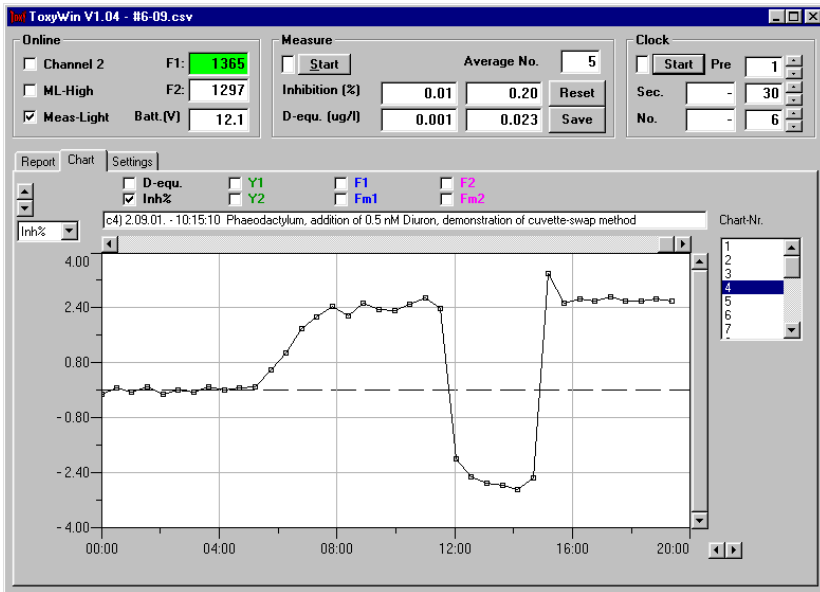 Tox! ToxyWin V1.04 - #6-09.csv
Online
Channel 2 F1: 1365
ML-High F2: 1297
Meas-Light Batt.(V) 12.1
Measure
Start Average No. 5
Inhibition (%) 0.01 0.20 Reset
D-equ. (ug/l) 0.001 0.023 Save
Clock
Start Pre 1
Sec. - 30
No. - 6
Report Chart Settings
D-equ. Y1 F1 F2
Inh% Y2 Fm1 Fm2
c4) 2.09.01. - 10:15:10 Phaeodactylum, addition of 0.5 nM Diuron, demonstration of cuvette-swap method
Inh%
Chart-Nr.
1
2
3
4
5
6
7
4.00
2.40
0.80
- 0.80
- 2.40
- 4.00
00:00 04:00 08:00 12:00 16:00 20:00